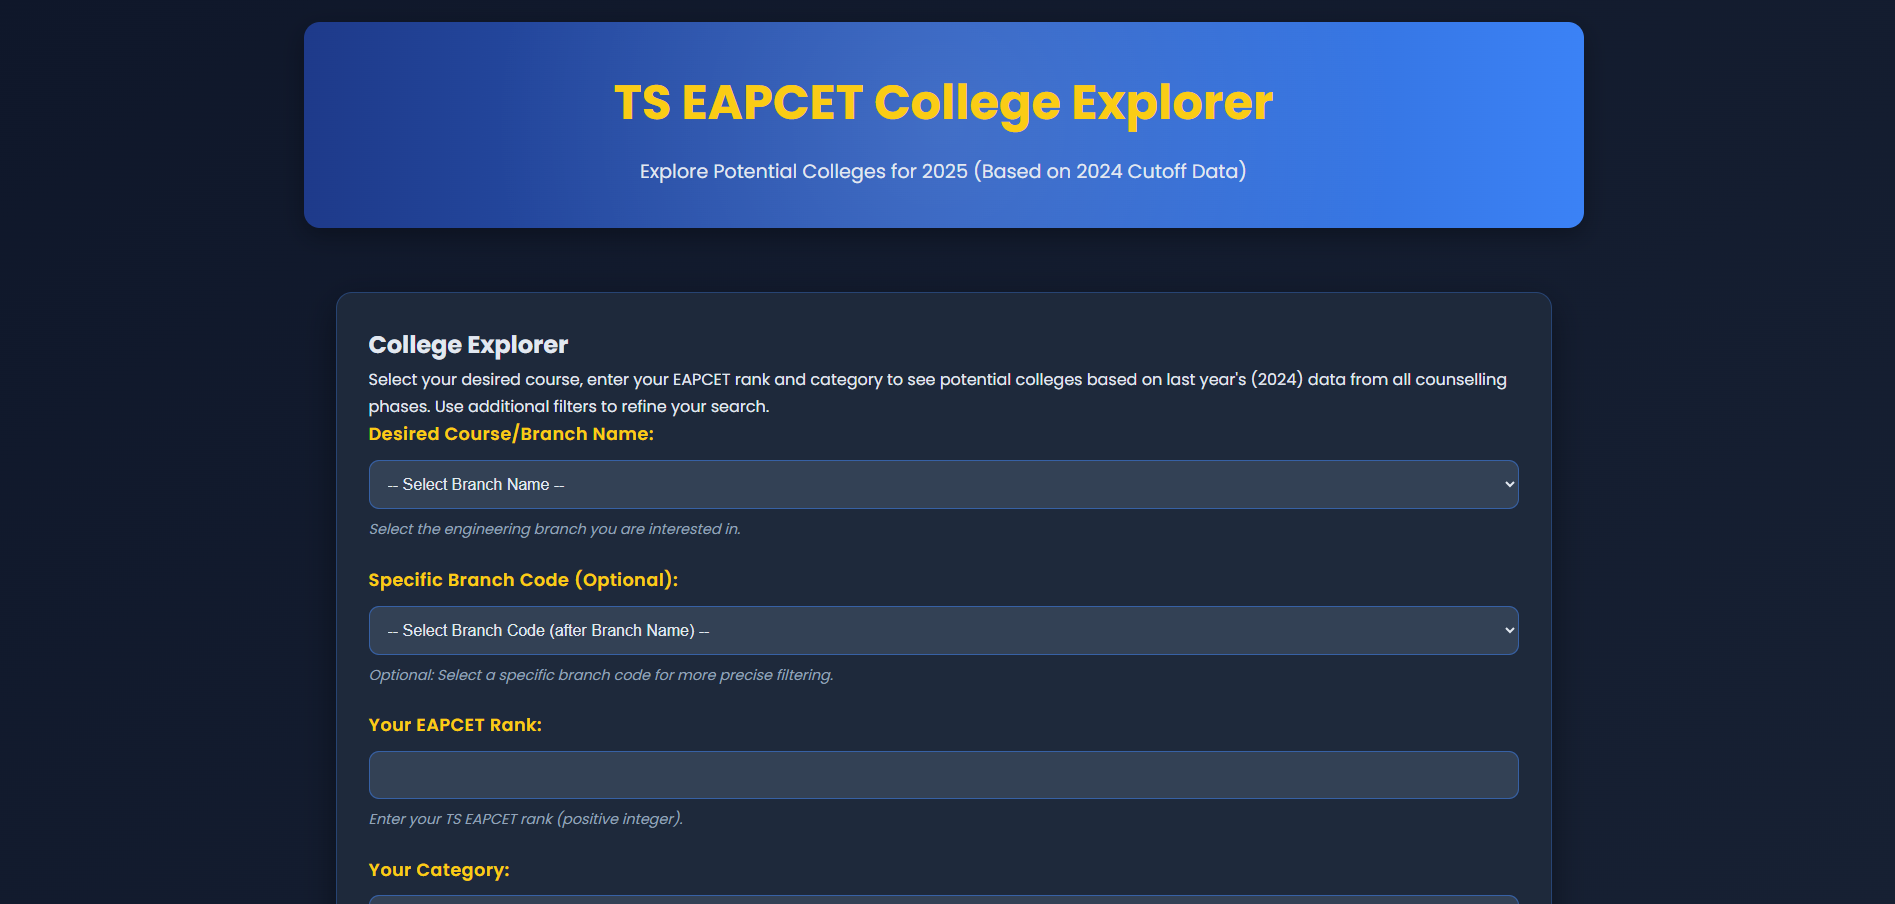 TS EAPCET College Explorer
Explore Potential Colleges for 2025 (Based on 2024 Cutoff Data)
College Explorer
Select your desired course, enter your EAPCET rank and category to see potential colleges based on last year's (2024) data from all counselling
phases. Use additional filters to refine your search.
Desired Course/Branch Name:
-- Select Branch Name --
Select the engineering branch you are interested in.
Specific Branch Code (Optional):
-- Select Branch Code (after Branch Name) --
Optional: Select a specific branch code for more precise filtering.
Your EAPCET Rank:
Enter your TS EAPCET rank (positive integer).
Your Category: